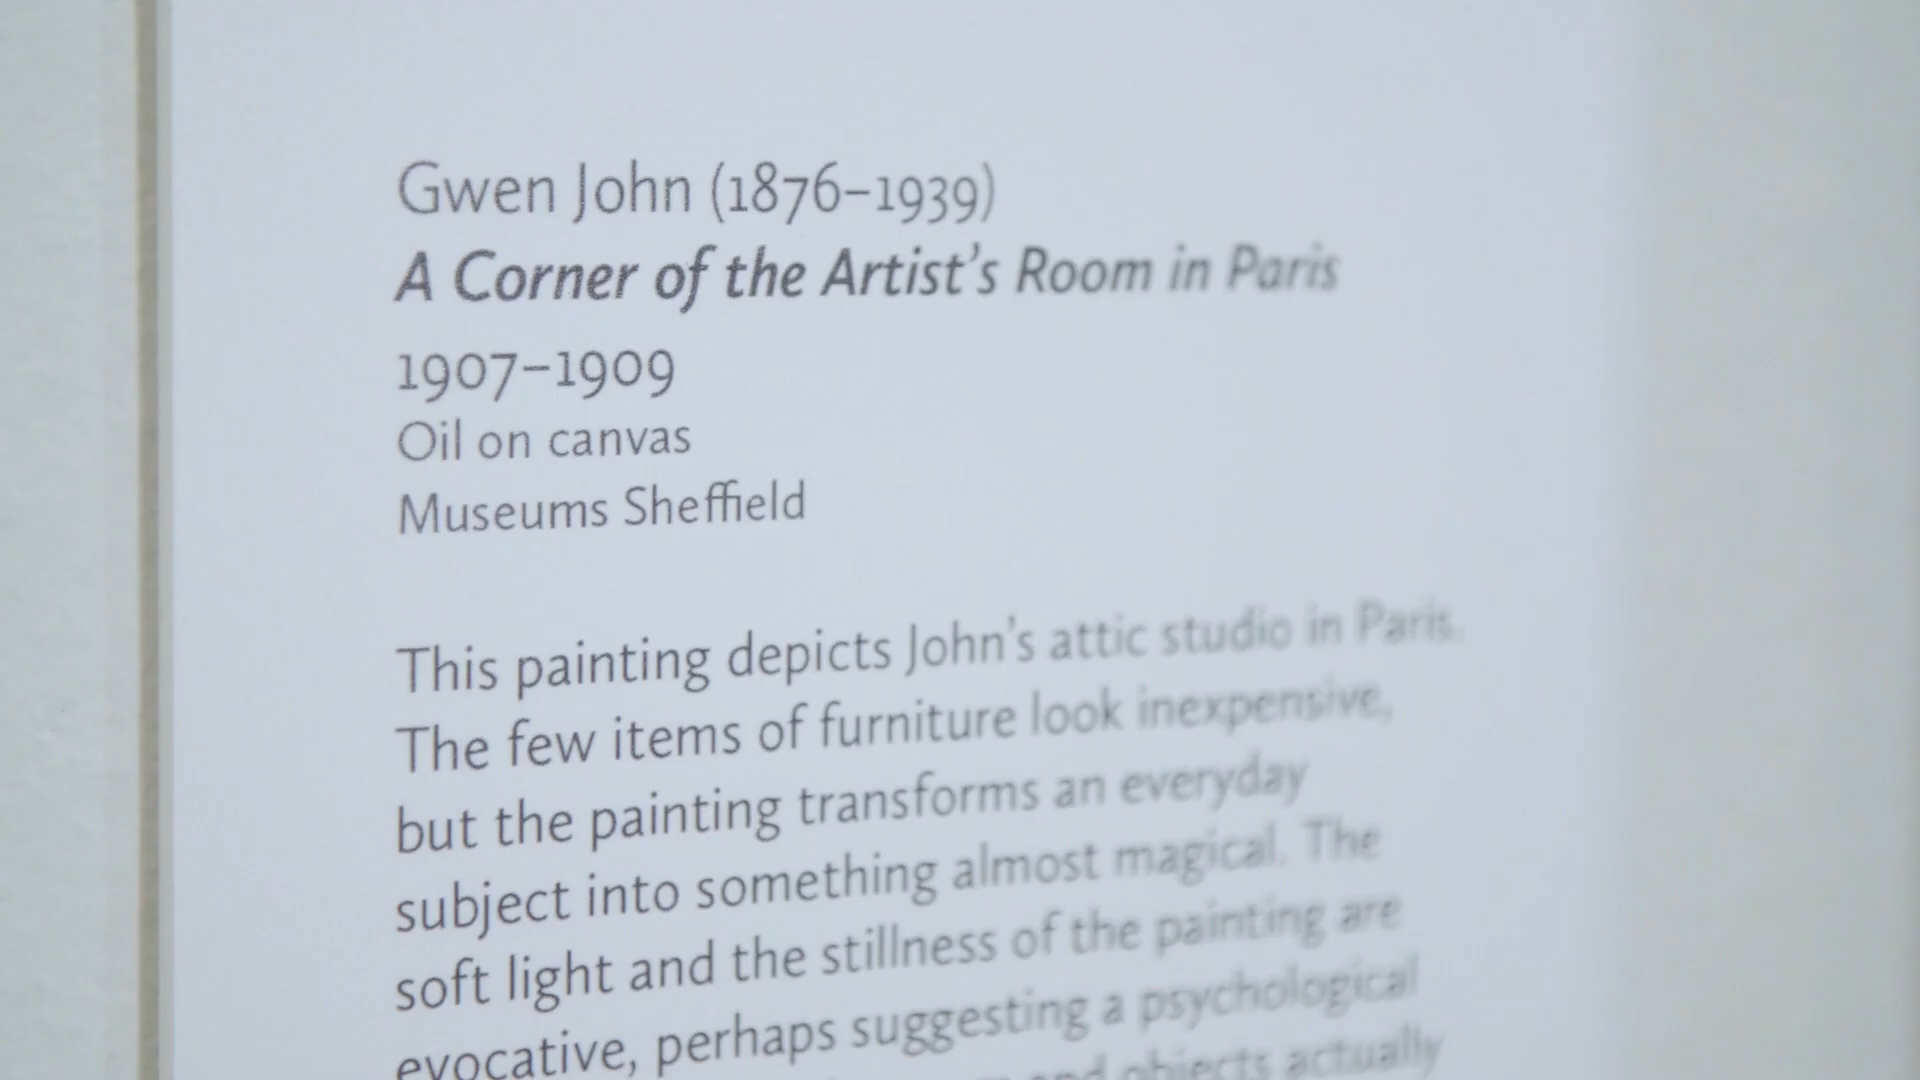 Gwen John (1876–1939)
A Corner of the Artist's Room in Paris
1907–1909
Oil on canvas
Museums Sheffield
This painting depicts John's attic studio in Paris.
The few items of furniture look inexpensive,
but the painting transforms an everyday
subject into something almost magical. The
soft light and the stillness of the painting are
evocative, perhaps suggesting a psychological
and objects actually